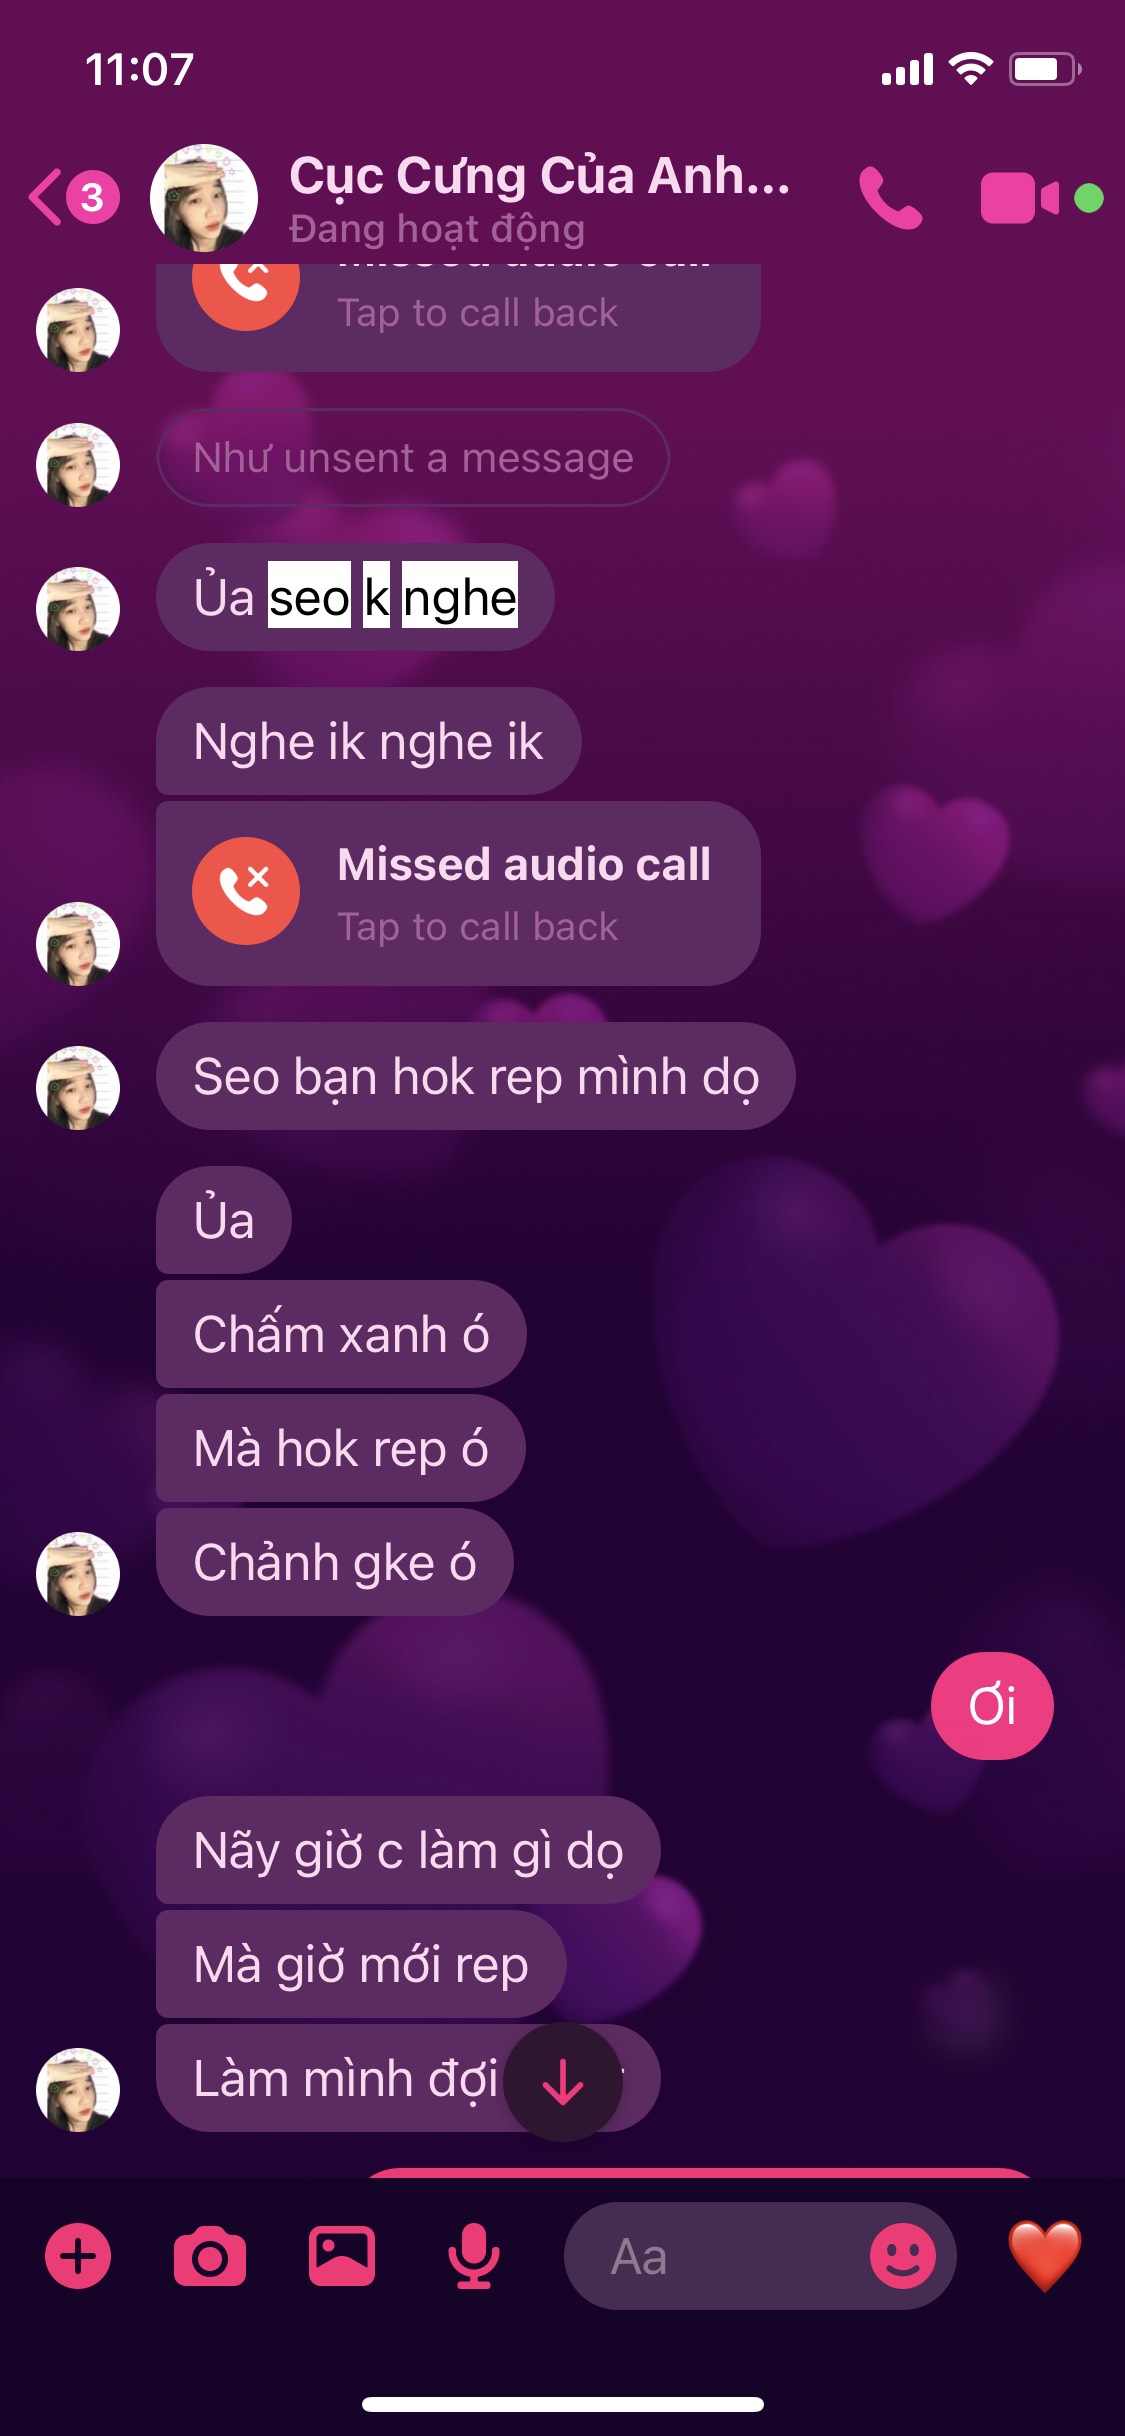 11:07
3
Cục Cưng Của Anh...
Đang hoạt động
Missed audio call
Tap to call back
Như unsent a message
Ủa seo k nghe
Nghe ik nghe ik
Missed audio call
Tap to call back
Seo bạn hok rep mình dọ
Ủa
Chấm xanh ó
Mà hok rep ó
Chảnh gke ó
Ơi
Nãy giờ c làm gì dọ
Mà giờ mới rep
Làm mình đợi
Aa